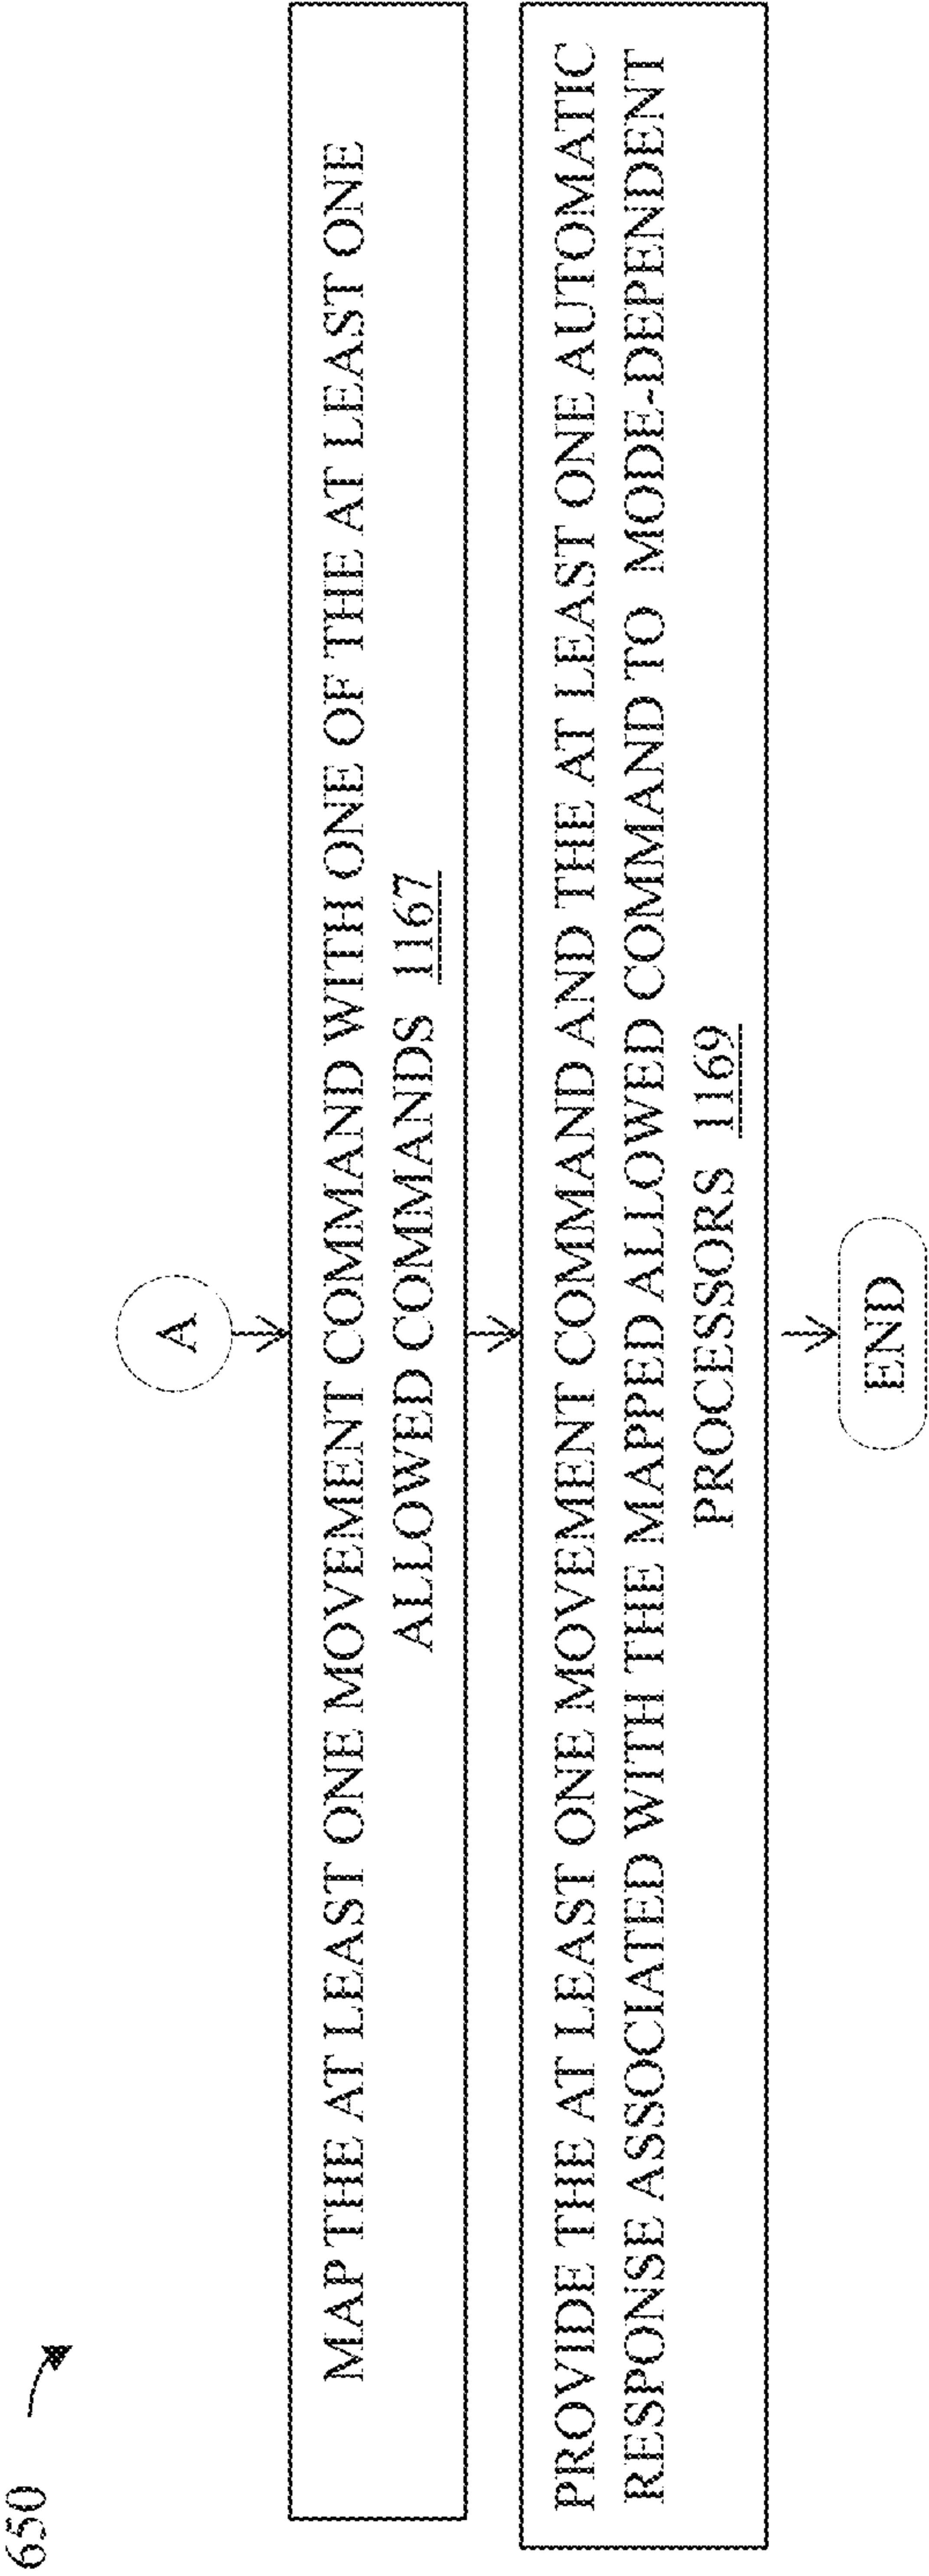 650
A
MAP THE AT LEAST ONE MOVEMENT COMMAND WITH ONE OF THE AT LEAST ONE
ALLOWED COMMANDS 1167
PROVIDE THE AT LEAST ONE MOVEMENT COMMAND AND THE AT LEAST ONE AUTOMATIC
RESPONSE ASSOCIATED WITH THE MAPPED ALLOWED COMMAND TO MODE-DEPENDENT
PROCESSORS 1169
END